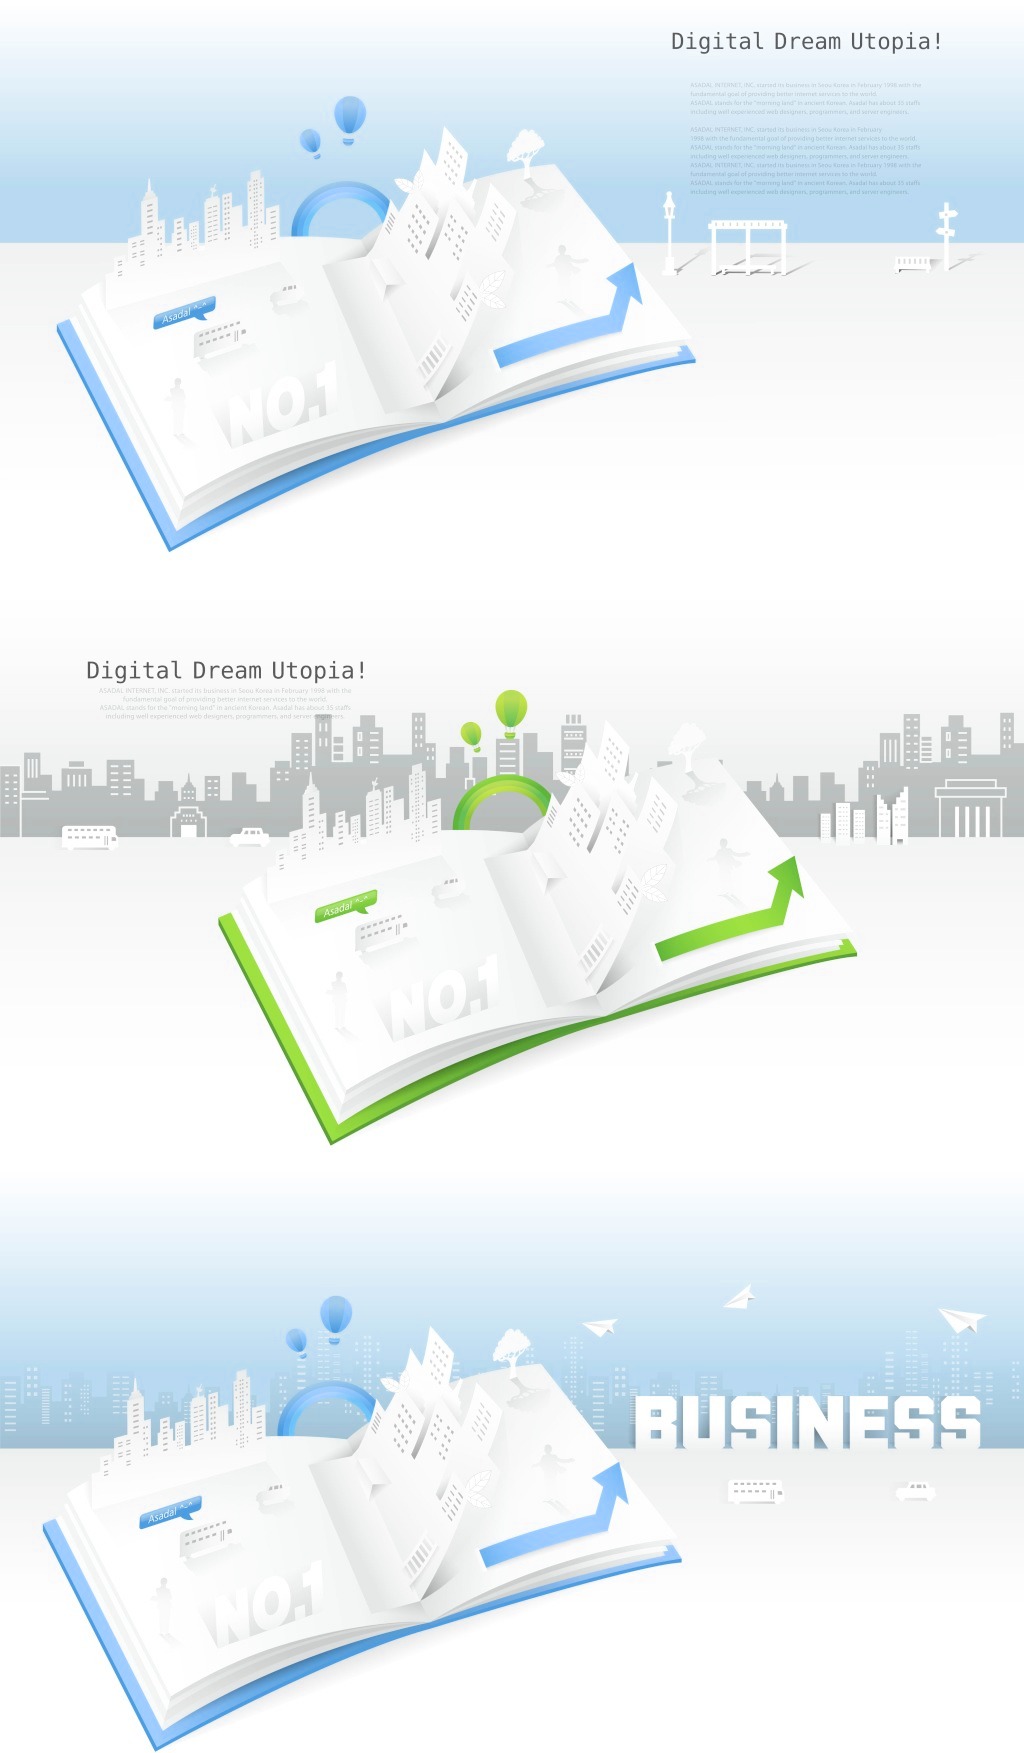 Digital Dream Utopia!
ASADAL INTERNET, INC. started its business in Seou Korea in February 1998 with the
fundamental goal of providing better internet services to the world.
ASADAL stands for the "morning land" in ancient Korean. Asadal has about 35 staffs
including well experienced web designers, programmers, and server engineers.
ASADAL INTERNET, INC. started its business in Seou Korea in February
1998 with the fundamental goal of providing better internet services to the world.
ASADAL stands for the "morning land" in ancient Korean. Asadal has about 35 staffs
including well experienced web designers, programmers, and server engineers.
ASADAL INTERNET, INC. started its business in Seou Korea in February 1998 with the
fundamental goal of providing better internet services to the world.
ASADAL stands for the "morning land" in ancient Korean. Asadal has about 35 staffs
including well experienced web designers, programmers, and server engineers.
Asadal ^-^
NO.1
Digital Dream Utopia!
ASADAL INTERNET, INC. started its business in Seou Korea in February 1998 with the
fundamental goal of providing better internet services to the world.
ASADAL stands for the "morning land" in ancient Korean. Asadal has about 35 staffs
including well experienced web designers, programmers, and server engineers.
Asadal ^-^
NO.1
BUSINESS
Asadal ^-^
NO.1